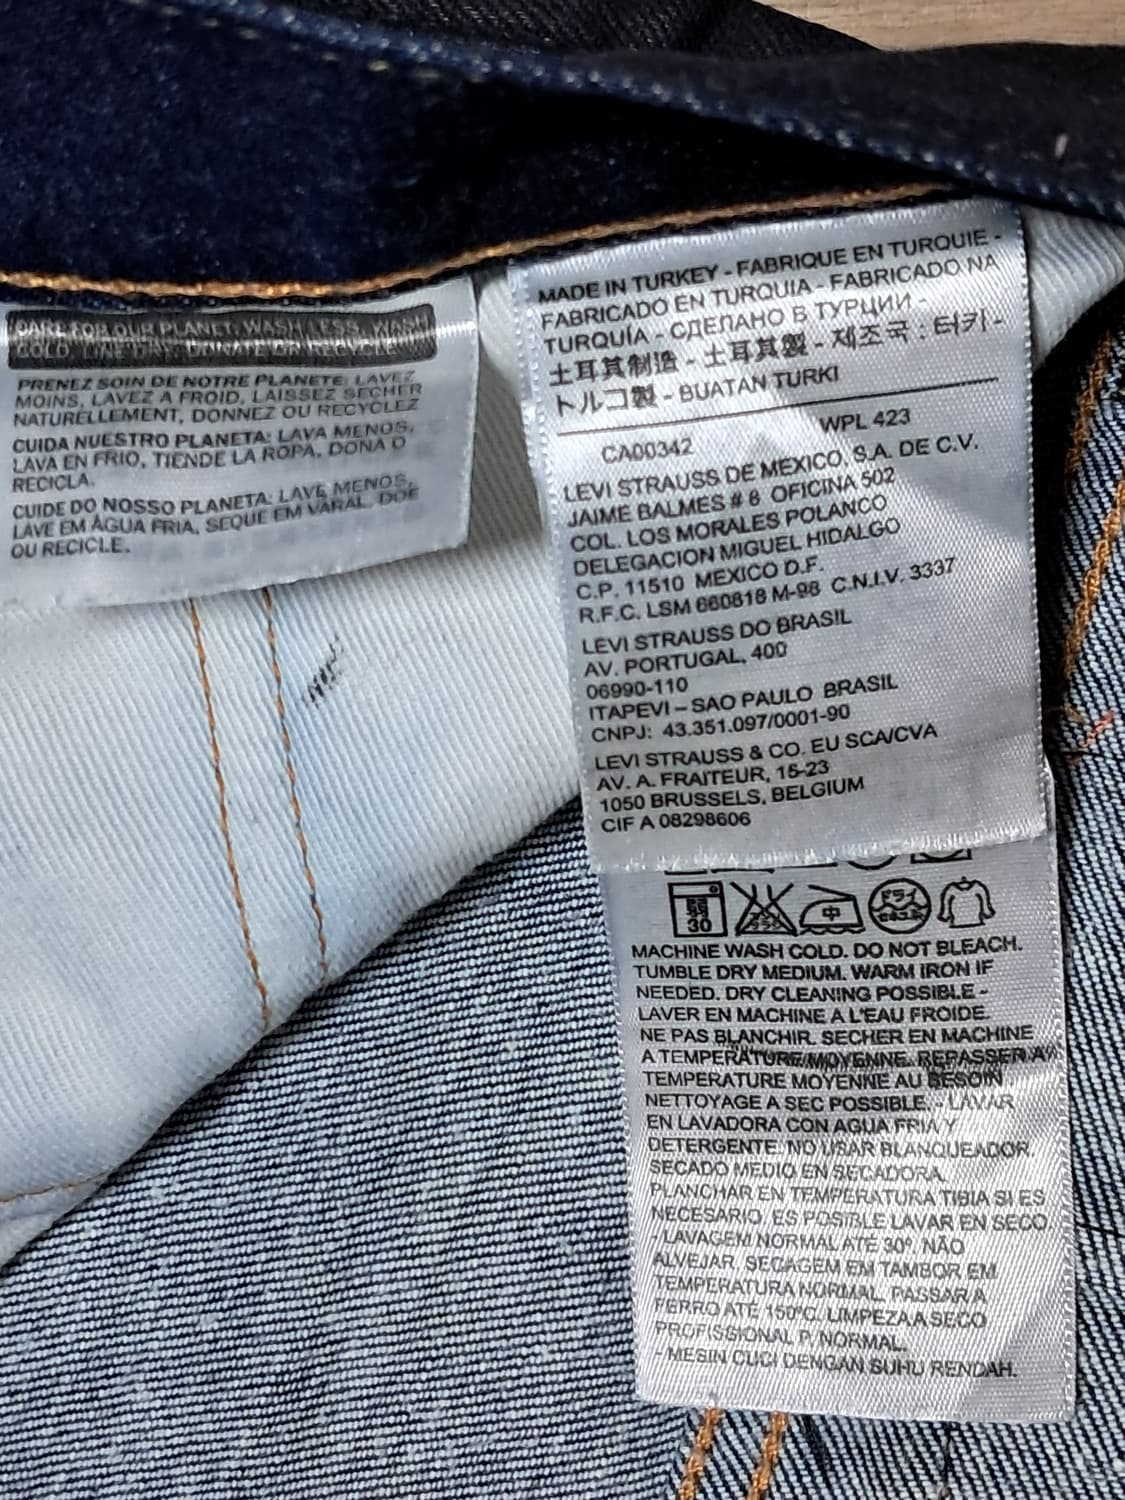 CARE FOR OUR PLANET. WASH LESS, WASH
COLD, LINE DRY, DONATE OR RECYCLE.
PRENEZ SOIN DE NOTRE PLANETE: LAVEZ
MOINS, LAVEZ A FROID, LAISSEZ SECHER
NATURELLEMENT, DONNEZ OU RECYCLEZ
CUIDA NUESTRO PLANETA: LAVA MENOS,
LAVA EN FRIO, TIENDE LA ROPA, DONA O
RECICLA.
CUIDE DO NOSSO PLANETA: LAVE MENOS,
LAVE EM ÁGUA FRIA, SEQUE EM VARAL, DOE
OU RECICLE.
MADE IN TURKEY - FABRIQUE EN TURQUIE -
FABRICADO EN TURQUIA - FABRICADO NA
TURQUÍA - СДЕЛАНО В ТУРЦИИ -
土耳其制造 - 土耳其製 - 제조국 : 터키 -
トルコ製 - BUATAN TURKI
CA00342 WPL 423
LEVI STRAUSS DE MEXICO, S.A. DE C.V.
JAIME BALMES # 8 OFICINA 502
COL. LOS MORALES POLANCO
DELEGACION MIGUEL HIDALGO
C.P. 11510 MEXICO D.F.
R.F.C. LSM 660818 M-98 C.N.I.V. 3337
LEVI STRAUSS DO BRASIL
AV. PORTUGAL, 400
06990-110
ITAPEVI – SAO PAULO BRASIL
CNPJ: 43.351.097/0001-90
LEVI STRAUSS & CO. EU SCA/CVA
AV. A. FRAITEUR, 15-23
1050 BRUSSELS, BELGIUM
CIF A 08298606
30 中 ドライ
MACHINE WASH COLD. DO NOT BLEACH.
TUMBLE DRY MEDIUM. WARM IRON IF
NEEDED. DRY CLEANING POSSIBLE -
LAVER EN MACHINE A L'EAU FROIDE.
NE PAS BLANCHIR. SECHER EN MACHINE
A TEMPERATURE MOYENNE. REPASSER A
TEMPERATURE MOYENNE AU BESOIN.
NETTOYAGE A SEC POSSIBLE. - LAVAR
EN LAVADORA CON AGUA FRIA Y
DETERGENTE. NO USAR BLANQUEADOR.
SECADO MEDIO EN SECADORA.
PLANCHAR EN TEMPERATURA TIBIA SI ES
NECESARIO. ES POSIBLE LAVAR EN SECO.
- LAVAGEM NORMAL ATÉ 30º. NÃO
ALVEJAR. SECAGEM EM TAMBOR EM
TEMPERATURA NORMAL. PASSAR A
FERRO ATÉ 150ºC. LIMPEZA A SECO
PROFISSIONAL P. NORMAL.
- MESIN CUCI DENGAN SUHU RENDAH.